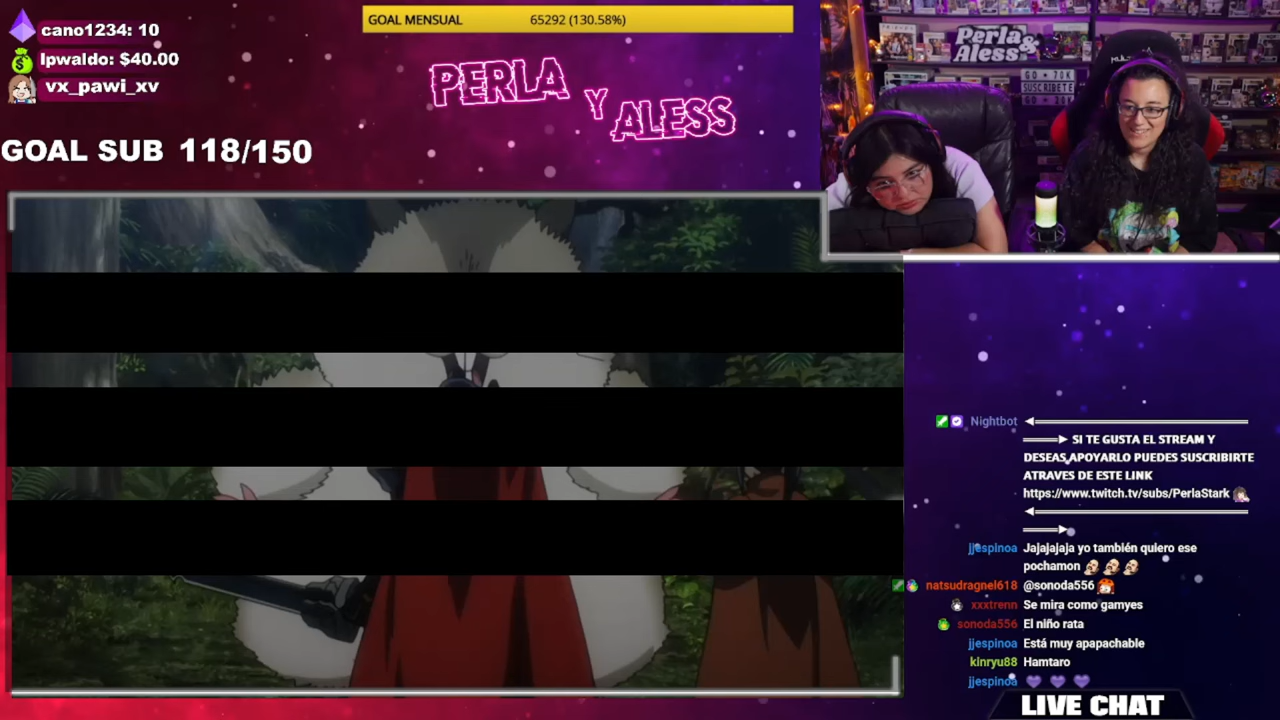 cano1234: 10
lpwaldo: $40.00
vx_pawi_xv
GOAL SUB 118/150
GOAL MENSUAL 65292 (130.58%)
PERLA
Y
ALESS
Perla&
Aless
GO - 70K
SUSCRIBETE
Nightbot
SI TE GUSTA EL STREAM Y
DESEAS APOYARLO PUEDES SUSCRIBIRTE
ATRAVES DE ESTE LINK
https://www.twitch.tv/subs/PerlaStark
jjespinoa Jajajajaja yo también quiero ese
pochamon
natsudragnel618 @sonoda556
xxxtrenn Se mira como gamyes
sonoda556 El niño rata
jjespinoa Está muy apapachable
kinryu88 Hamtaro
jjespinoa
LIVE CHAT